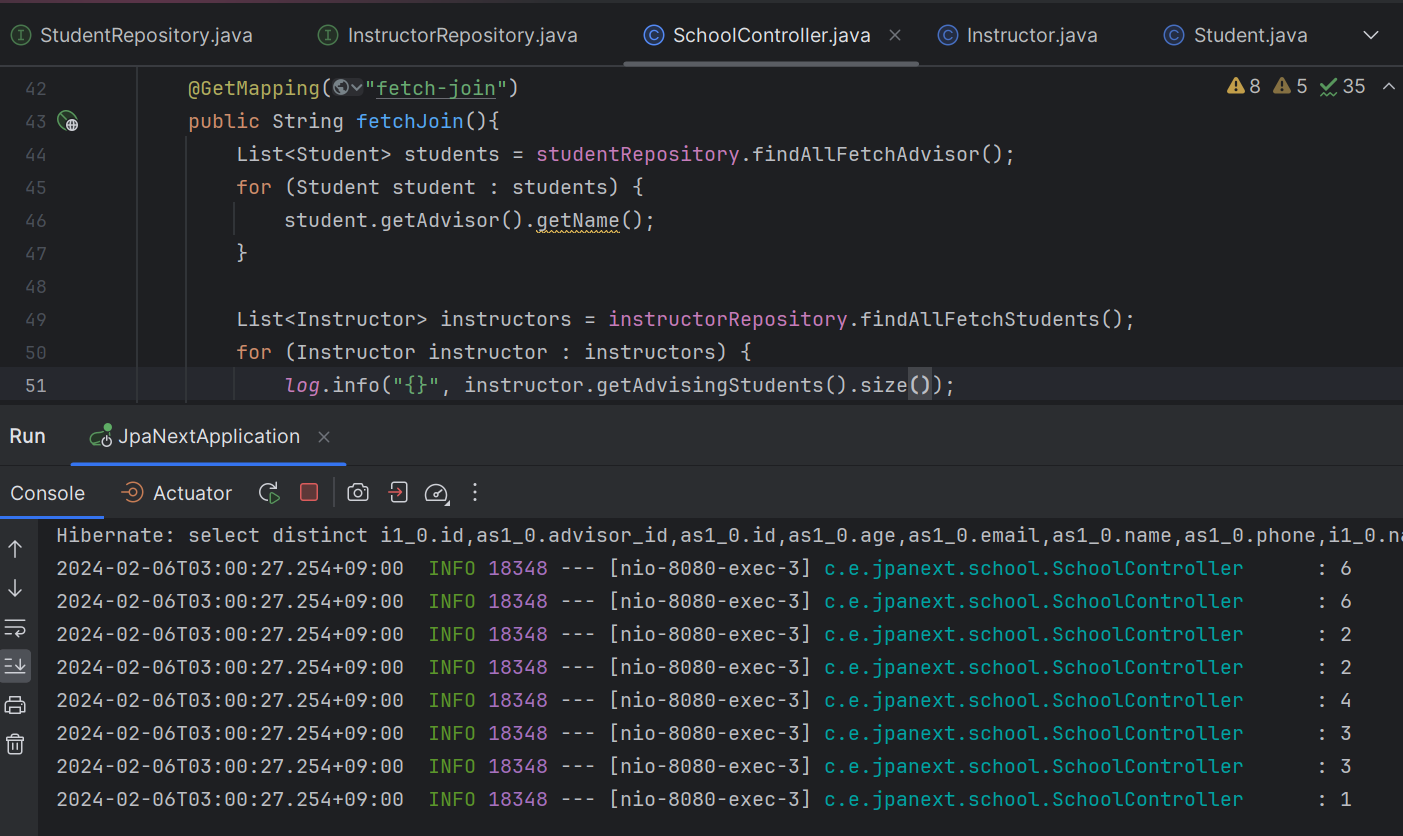 StudentRepository.java InstructorRepository.java SchoolController.java Instructor.java Student.java
42 @GetMapping("fetch-join") 8 5 35
43 public String fetchJoin(){
44 List<Student> students = studentRepository.findAllFetchAdvisor();
45 for (Student student : students) {
46 student.getAdvisor().getName();
47 }
48
49 List<Instructor> instructors = instructorRepository.findAllFetchStudents();
50 for (Instructor instructor : instructors) {
51 log.info("{}", instructor.getAdvisingStudents().size());
Run JpaNextApplication
Console Actuator
Hibernate: select distinct i1_0.id,as1_0.advisor_id,as1_0.id,as1_0.age,as1_0.email,as1_0.name,as1_0.phone,i1_0.na
2024-02-06T03:00:27.254+09:00 INFO 18348 --- [nio-8080-exec-3] c.e.jpanext.school.SchoolController : 6
2024-02-06T03:00:27.254+09:00 INFO 18348 --- [nio-8080-exec-3] c.e.jpanext.school.SchoolController : 6
2024-02-06T03:00:27.254+09:00 INFO 18348 --- [nio-8080-exec-3] c.e.jpanext.school.SchoolController : 2
2024-02-06T03:00:27.254+09:00 INFO 18348 --- [nio-8080-exec-3] c.e.jpanext.school.SchoolController : 2
2024-02-06T03:00:27.254+09:00 INFO 18348 --- [nio-8080-exec-3] c.e.jpanext.school.SchoolController : 4
2024-02-06T03:00:27.254+09:00 INFO 18348 --- [nio-8080-exec-3] c.e.jpanext.school.SchoolController : 3
2024-02-06T03:00:27.254+09:00 INFO 18348 --- [nio-8080-exec-3] c.e.jpanext.school.SchoolController : 3
2024-02-06T03:00:27.254+09:00 INFO 18348 --- [nio-8080-exec-3] c.e.jpanext.school.SchoolController : 1